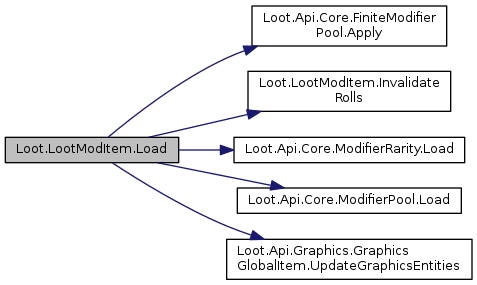 Loot.Api.Core.FiniteModifier
Pool.Apply
Loot.LootModItem.Invalidate
Rolls
Loot.LootModItem.Load
Loot.Api.Core.ModifierRarity.Load
Loot.Api.Core.ModifierPool.Load
Loot.Api.Graphics.Graphics
GlobalItem.UpdateGraphicsEntities